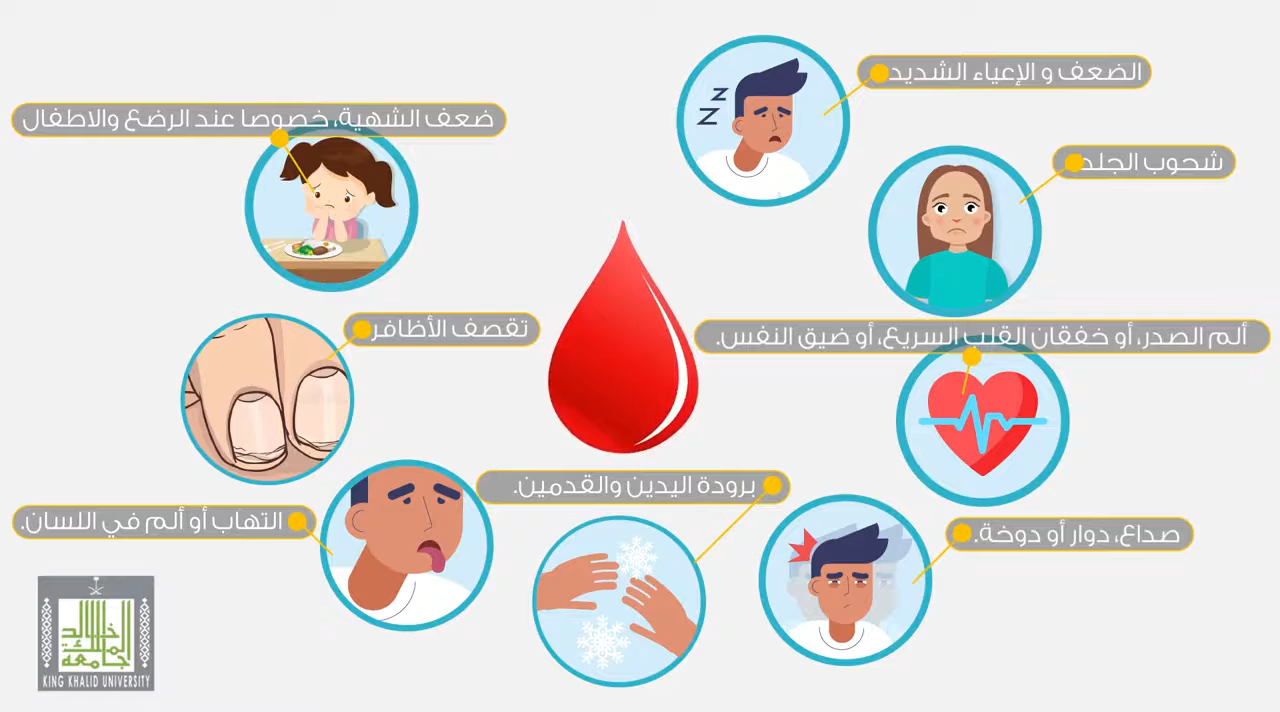 الضعف و الإعياء الشديد
شحوب الجلد
ألم الصدر، أو خفقان القلب السريع، أو ضيق النفس.
صداع، دوار أو دوخة.
برودة اليدين والقدمين.
التهاب أو ألم في اللسان.
تقصف الأظافر
ضعف الشهية، خصوصا عند الرضع والاطفال
Z
Z
جامعة
الملك
خالد
KING KHALID UNIVERSITY